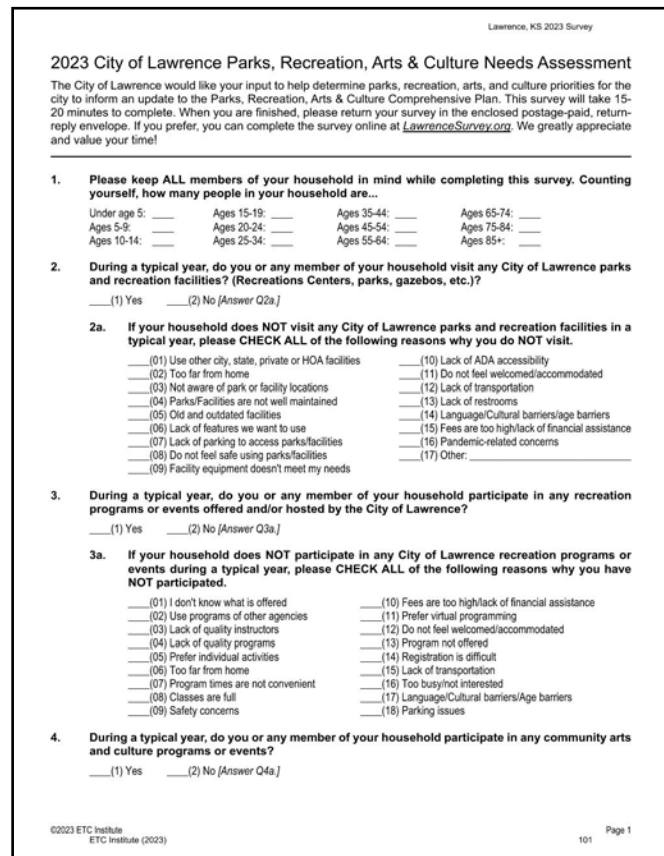 Lawrence, KS 2023 Survey
2023 City of Lawrence Parks, Recreation, Arts & Culture Needs Assessment
The City of Lawrence would like your input to help determine parks, recreation, arts, and culture priorities for the
city to inform an update to the Parks, Recreation, Arts & Culture Comprehensive Plan. This survey will take 15-
20 minutes to complete. When you are finished, please return your survey in the enclosed postage-paid, return-
reply envelope. If you prefer, you can complete the survey online at LawrenceSurvey.org. We greatly appreciate
and value your time!
1. Please keep ALL members of your household in mind while completing this survey. Counting
yourself, how many people in your household are...
Under age 5: ____ Ages 15-19: ____ Ages 35-44: ____ Ages 65-74: ____
Ages 5-9: ____ Ages 20-24: ____ Ages 45-54: ____ Ages 75-84: ____
Ages 10-14: ____ Ages 25-34: ____ Ages 55-64: ____ Ages 85+: ____
2. During a typical year, do you or any member of your household visit any City of Lawrence parks
and recreation facilities? (Recreations Centers, parks, gazebos, etc.)?
____(1) Yes ____(2) No [Answer Q2a.]
2a. If your household does NOT visit any City of Lawrence parks and recreation facilities in a
typical year, please CHECK ALL of the following reasons why you do NOT visit.
____(01) Use other city, state, private or HOA facilities
____(02) Too far from home
____(03) Not aware of park or facility locations
____(04) Parks/Facilities are not well maintained
____(05) Old and outdated facilities
____(06) Lack of features we want to use
____(07) Lack of parking to access parks/facilities
____(08) Do not feel safe using parks/facilities
____(09) Facility equipment doesn't meet my needs
____(10) Lack of ADA accessibility
____(11) Do not feel welcomed/accommodated
____(12) Lack of transportation
____(13) Lack of restrooms
____(14) Language/Cultural barriers/age barriers
____(15) Fees are too high/lack of financial assistance
____(16) Pandemic-related concerns
____(17) Other: ____________________
3. During a typical year, do you or any member of your household participate in any recreation
programs or events offered and/or hosted by the City of Lawrence?
____(1) Yes ____(2) No [Answer Q3a.]
3a. If your household does NOT participate in any City of Lawrence recreation programs or
events during a typical year, please CHECK ALL of the following reasons why you have
NOT participated.
____(01) I don't know what is offered
____(02) Use programs of other agencies
____(03) Lack of quality instructors
____(04) Lack of quality programs
____(05) Prefer individual activities
____(06) Too far from home
____(07) Program times are not convenient
____(08) Classes are full
____(09) Safety concerns
____(10) Fees are too high/lack of financial assistance
____(11) Prefer virtual programming
____(12) Do not feel welcomed/accommodated
____(13) Program not offered
____(14) Registration is difficult
____(15) Lack of transportation
____(16) Too busy/not interested
____(17) Language/Cultural barriers/Age barriers
____(18) Parking issues
4. During a typical year, do you or any member of your household participate in any community arts
and culture programs or events?
____(1) Yes ____(2) No [Answer Q4a.]
©2023 ETC Institute Page 1
ETC Institute (2023) 101